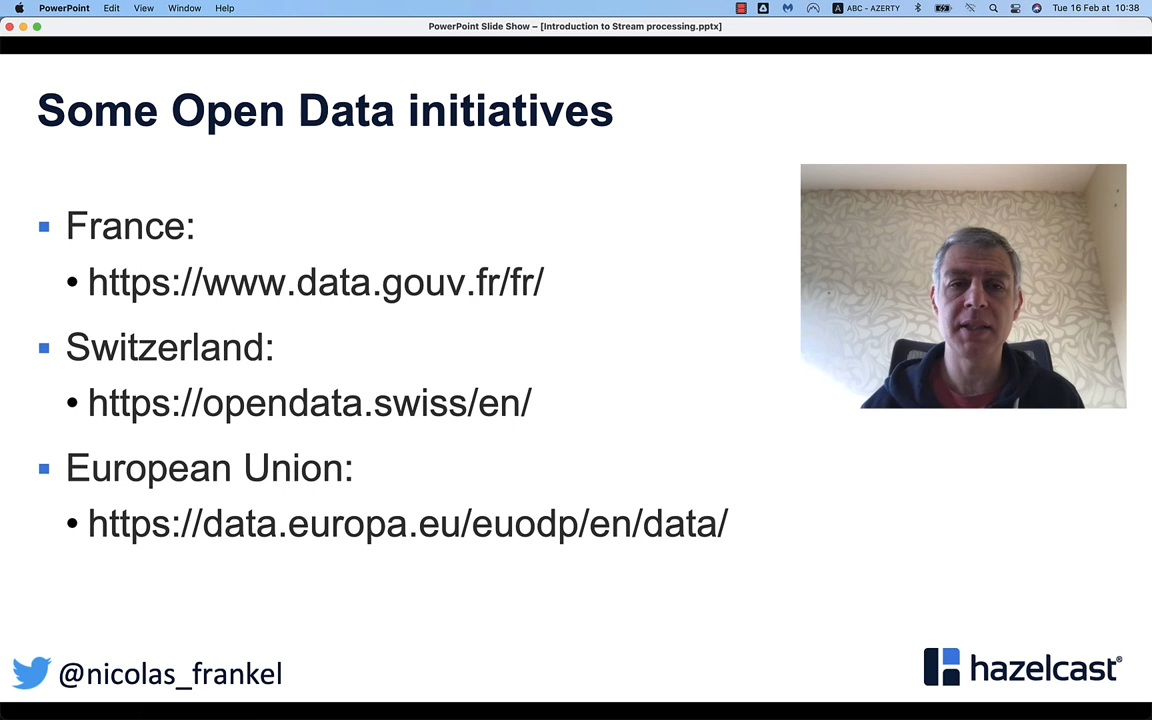 PowerPoint Edit View Window Help A ABC - AZERTY Tue 16 Feb at 10:38
PowerPoint Slide Show – [Introduction to Stream processing.pptx]
Some Open Data initiatives
▪ France:
• https://www.data.gouv.fr/fr/
▪ Switzerland:
• https://opendata.swiss/en/
▪ European Union:
• https://data.europa.eu/euodp/en/data/
@nicolas_frankel
hazelcast®